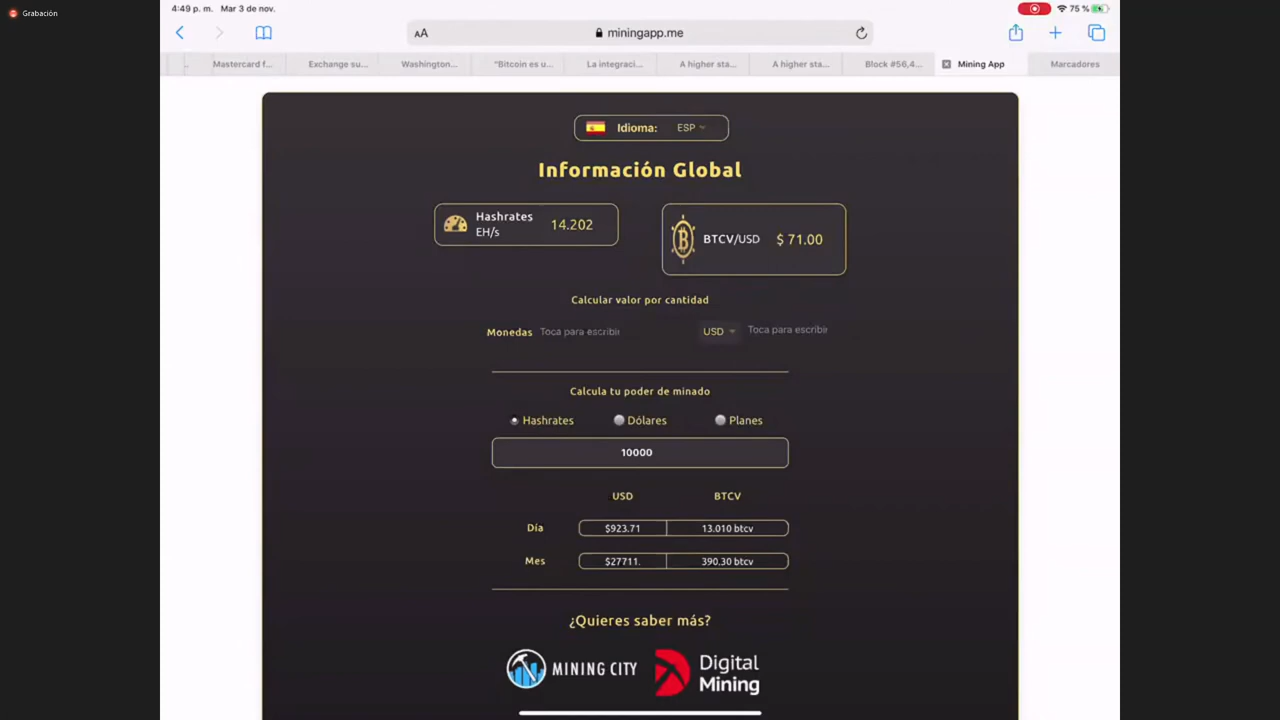 Grabación
4:49 p. m. Mar 3 de nov.
75 %
AA
miningapp.me
Mastercard f...
Exchange su...
Washington...
"Bitcoin es u...
La integraci...
A higher sta...
A higher sta...
Block #56,4...
Mining App
Marcadores
Idioma: ESP
Información Global
Hashrates
EH/s
14.202
BTCV/USD $ 71.00
Calcular valor por cantidad
Monedas Toca para escribir USD Toca para escribir
Calcula tu poder de minado
Hashrates Dólares Planes
10000
USD BTCV
Día $923.71 13.010 btcv
Mes $27711. 390.30 btcv
¿Quieres saber más?
MINING CITY
Digital
Mining